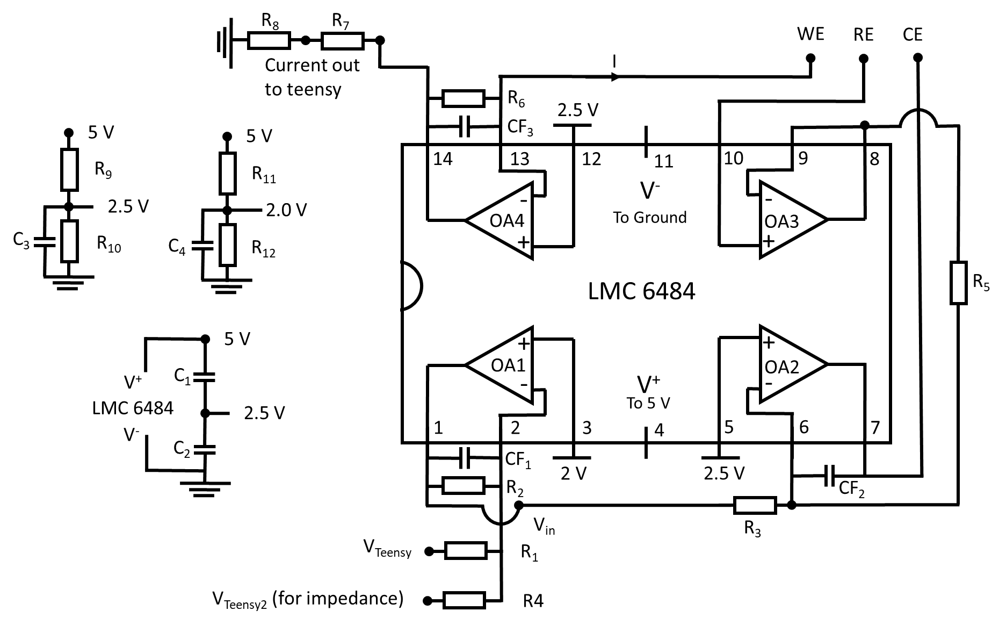 R8
R7
WE
RE
CE
I
Current out
to teensy
R6
2.5 V
CF3
5 V
5 V
14
13
12
11
10
9
8
R9
R11
V-
To Ground
2.5 V
2.0 V
-
-
OA4
OA3
+
+
C3
R10
C4
R12
LMC 6484
R5
5 V
+
+
OA1
OA2
-
-
C1
V+
LMC 6484
V-
2.5 V
C2
V+
To 5 V
1
2
3
4
5
6
7
CF1
2 V
2.5 V
R2
CF2
Vin
R3
VTeensy
R1
VTeensy2 (for impedance)
R4